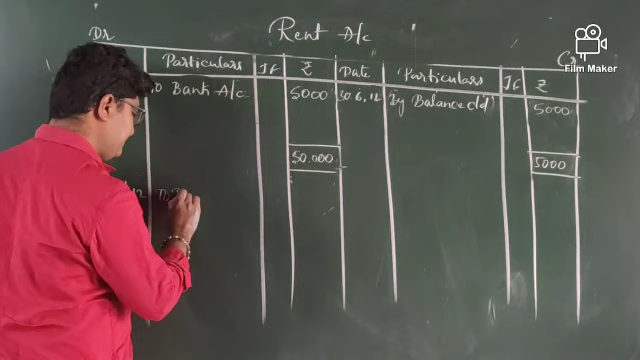 Rent A/c
Dr
Cr
Particulars JF ₹ Date Particulars JF ₹
o Bank A/c 5000 30.6.12 By Balance c/d 5000
50.000 5000
Film Maker